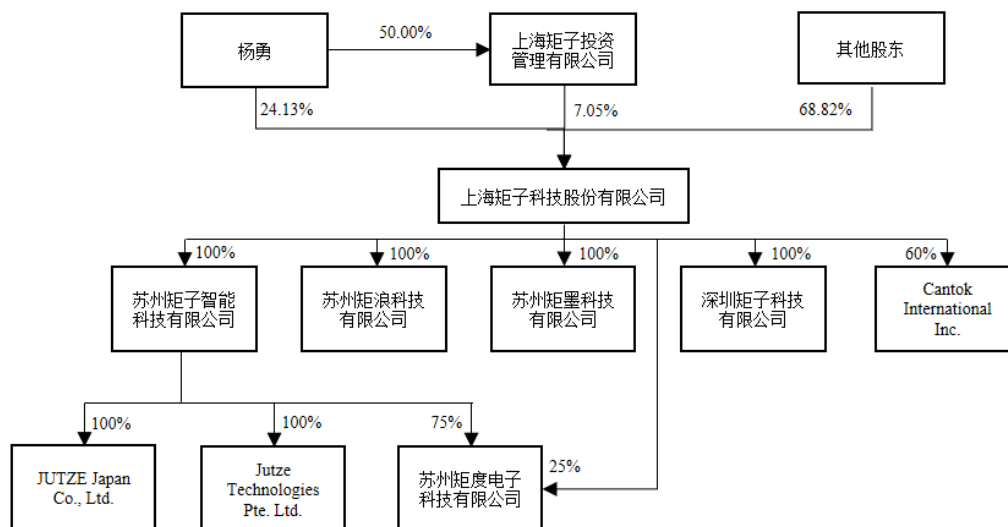 杨勇
50.00%
上海矩子投资
管理有限公司
其他股东
24.13%
7.05%
68.82%
上海矩子科技股份有限公司
100%
100%
100%
100%
60%
苏州矩子智能
科技有限公司
苏州矩浪科技
有限公司
苏州矩墨科技
有限公司
深圳矩子科技
有限公司
Cantok
International
Inc.
100%
100%
75%
25%
JUTZE Japan
Co., Ltd.
Jutze
Technologies
Pte. Ltd.
苏州矩度电子
科技有限公司